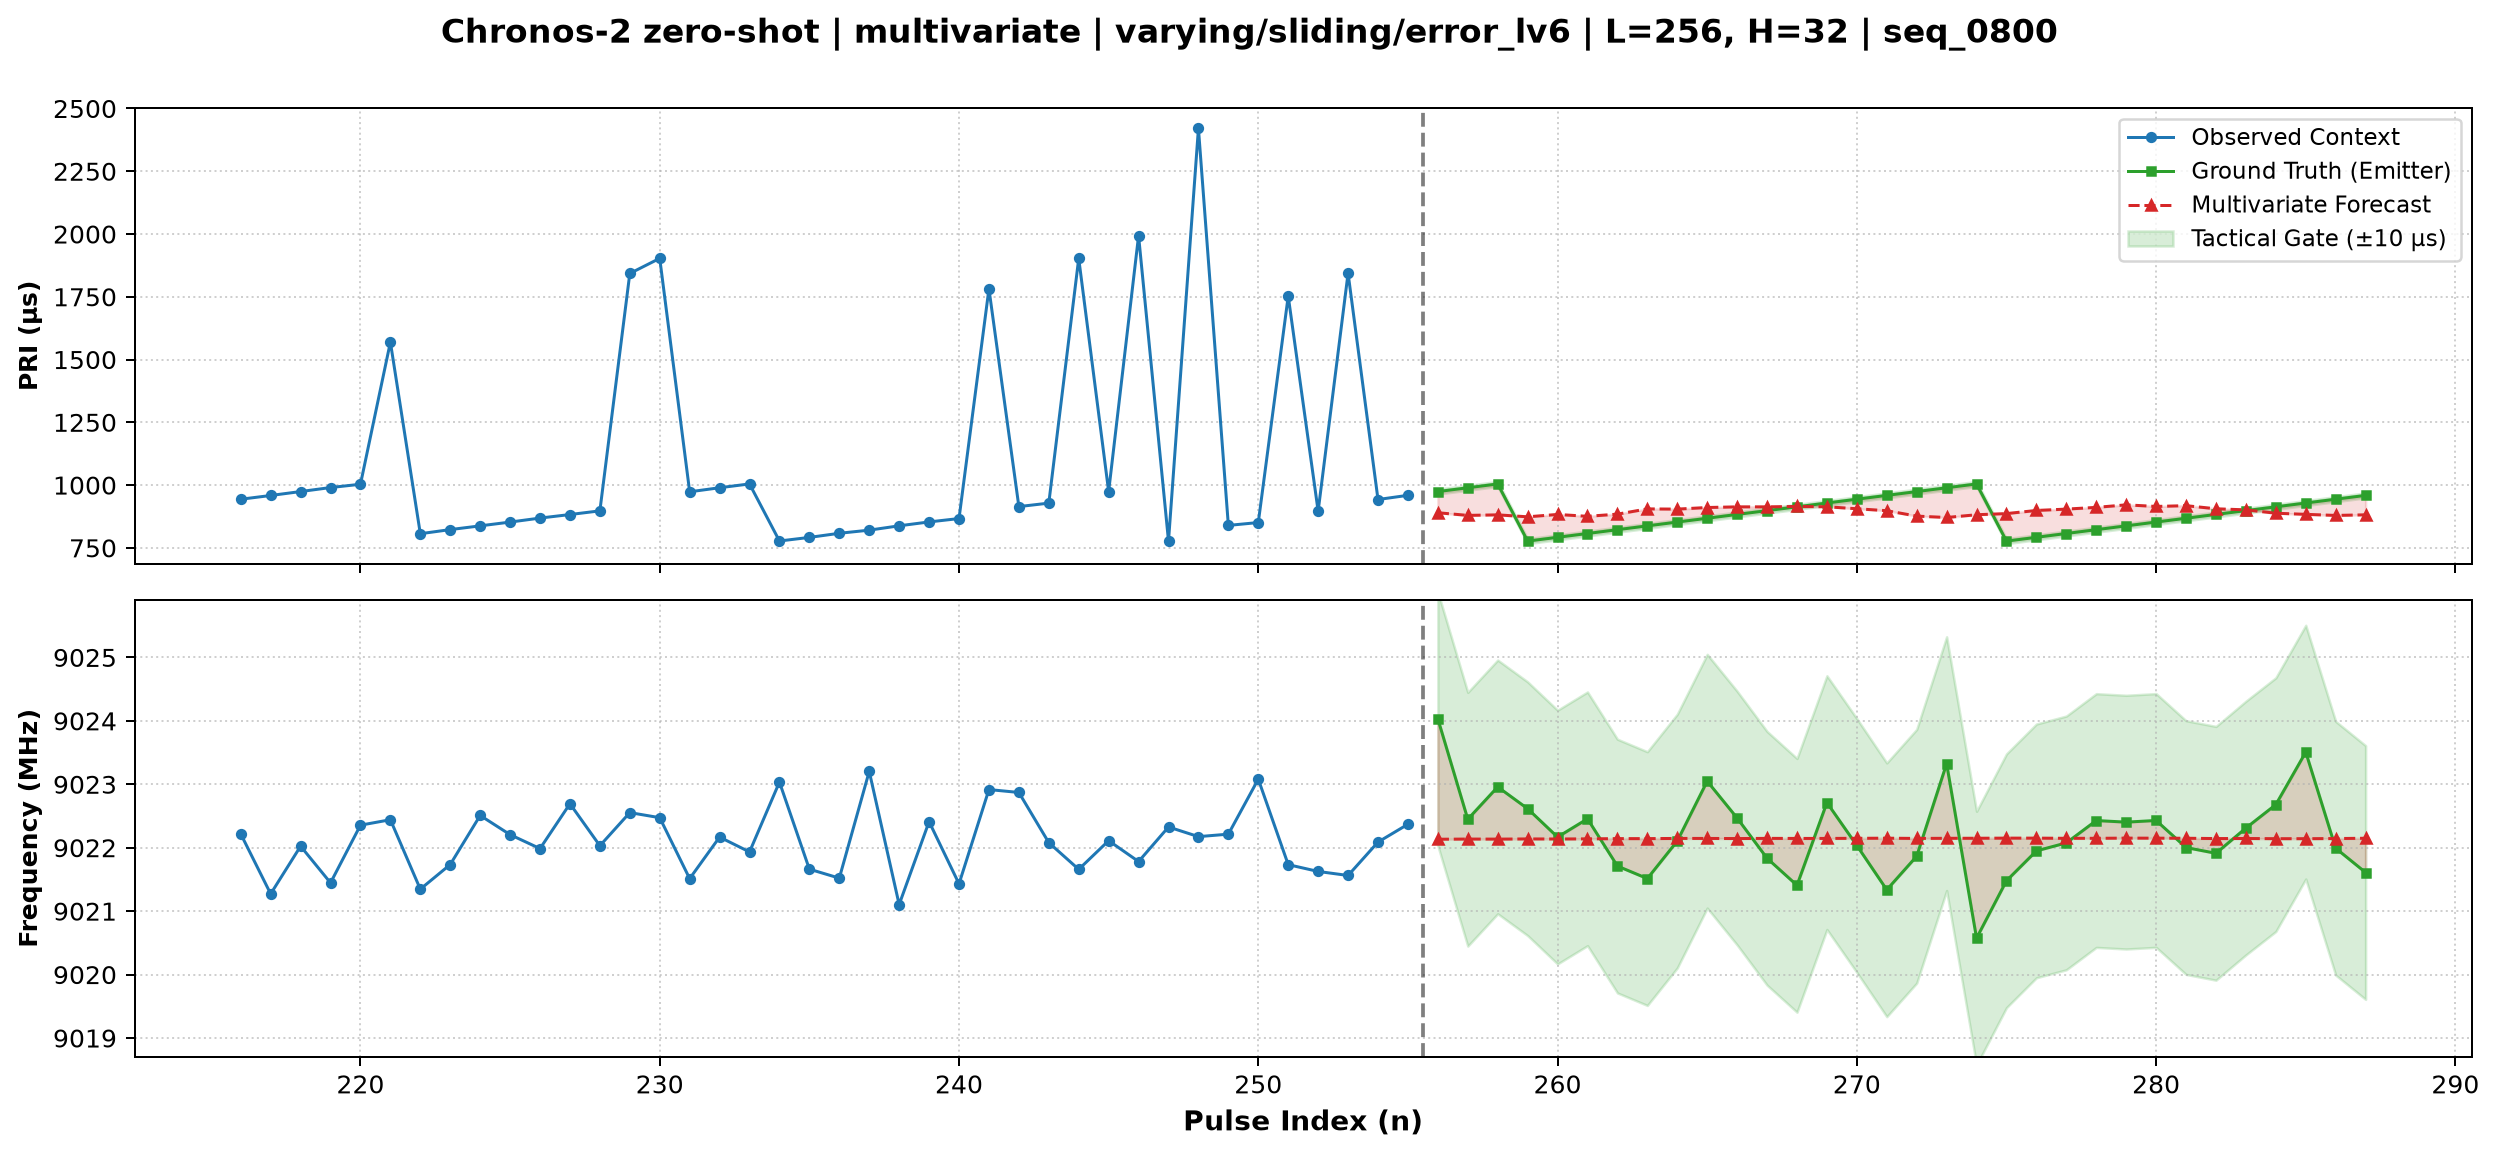 Chronos-2 zero-shot | multivariate | varying/sliding/error_lv6 | L=256, H=32 | seq_0800
2500
2250
2000
1750
1500
1250
1000
750
PRI (µs)
Observed Context
Ground Truth (Emitter)
Multivariate Forecast
Tactical Gate (±10 µs)
9025
9024
9023
9022
9021
9020
9019
Frequency (MHz)
220 230 240 250 260 270 280 290
Pulse Index (n)